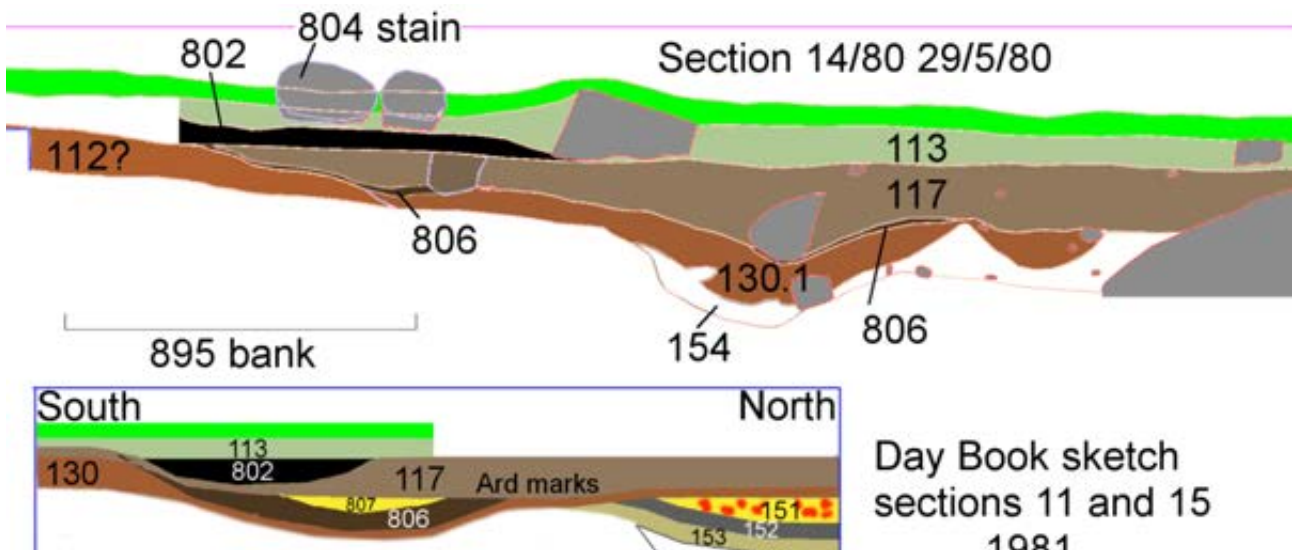 804 stain
802
Section 14/80 29/5/80
112?
113
117
806
130.1
806
154
895 bank
South
North
113
802
130
117
Ard marks
807
806
151
152
153
Day Book sketch
sections 11 and 15
1981